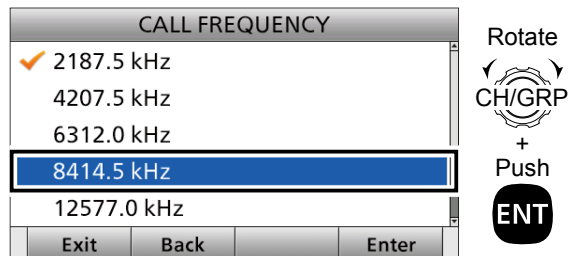 CALL FREQUENCY
2187.5 kHz
4207.5 kHz
6312.0 kHz
8414.5 kHz
12577.0 kHz
Exit Back Enter
Rotate
CH/GRP
+
Push
ENT